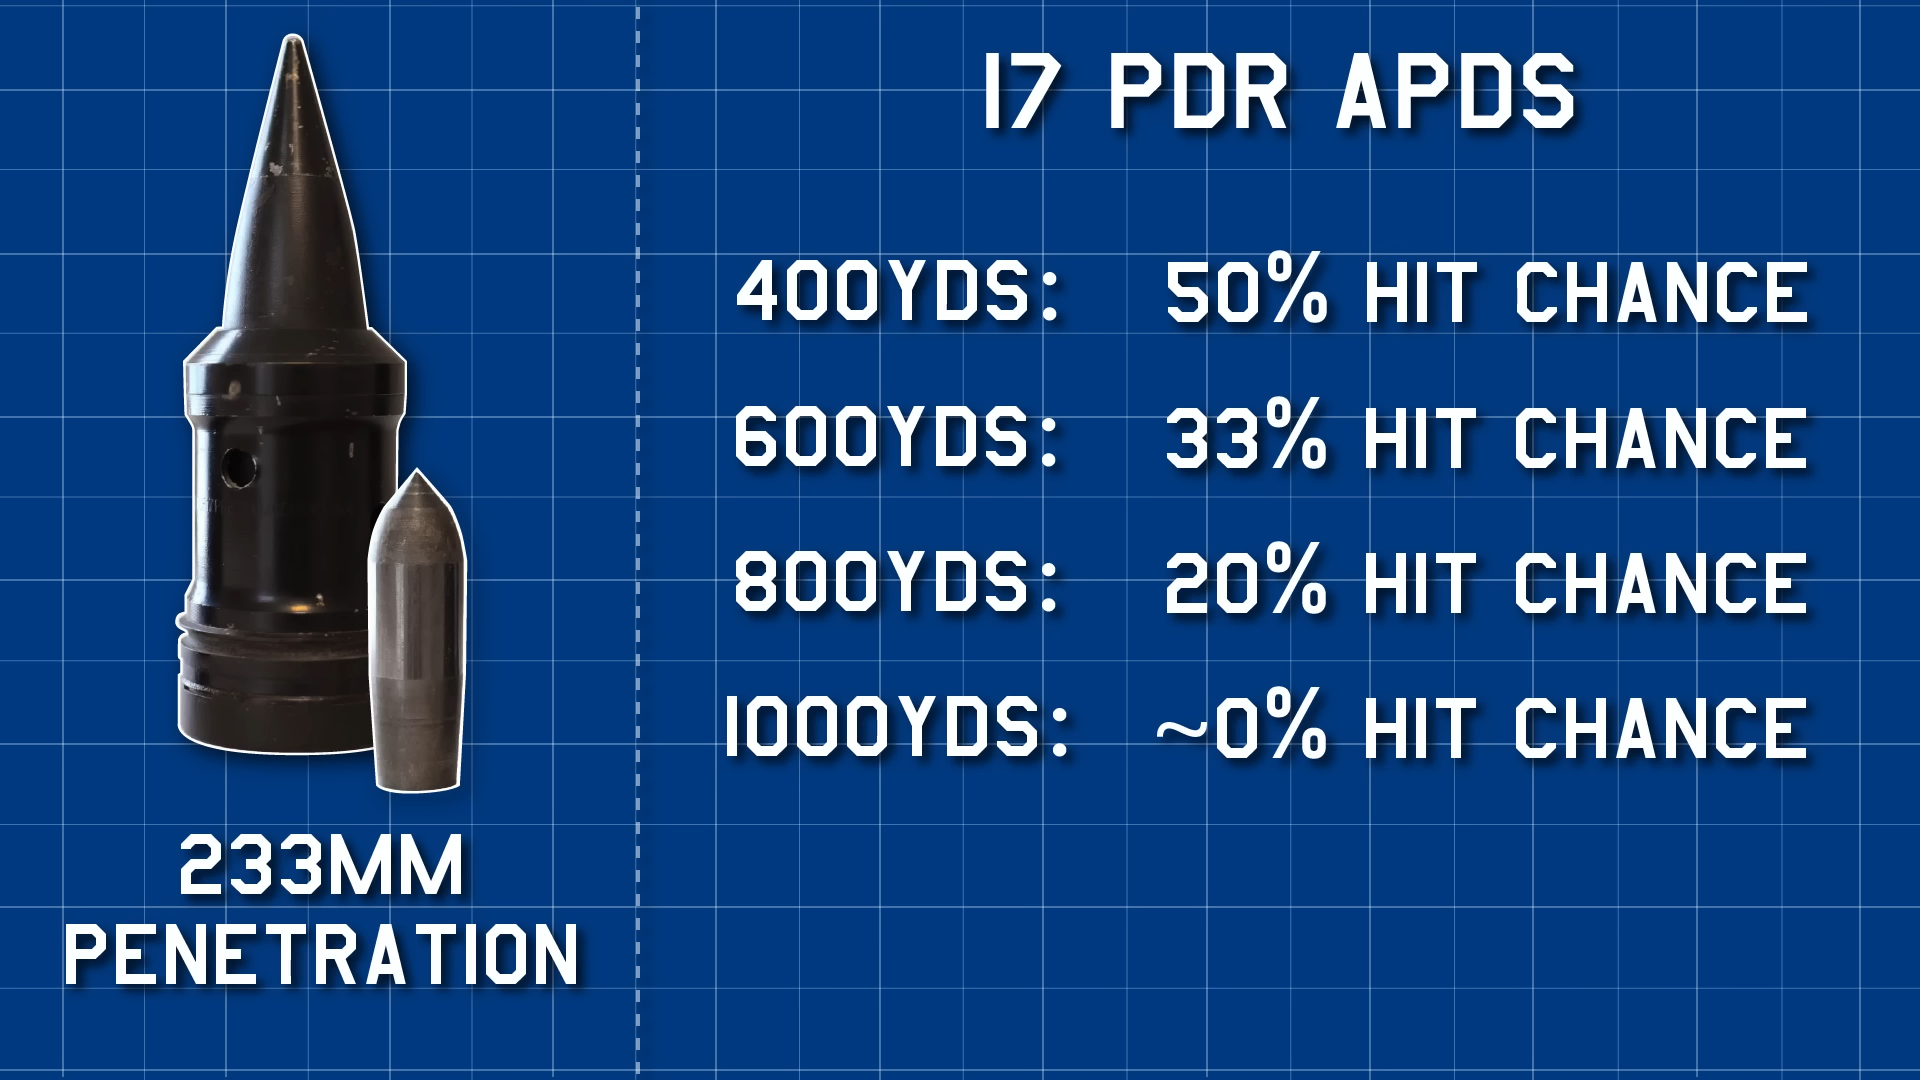 17 PDR APDS
400YDS: 50% HIT CHANCE
600YDS: 33% HIT CHANCE
800YDS: 20% HIT CHANCE
1000YDS: ~0% HIT CHANCE
233MM
PENETRATION